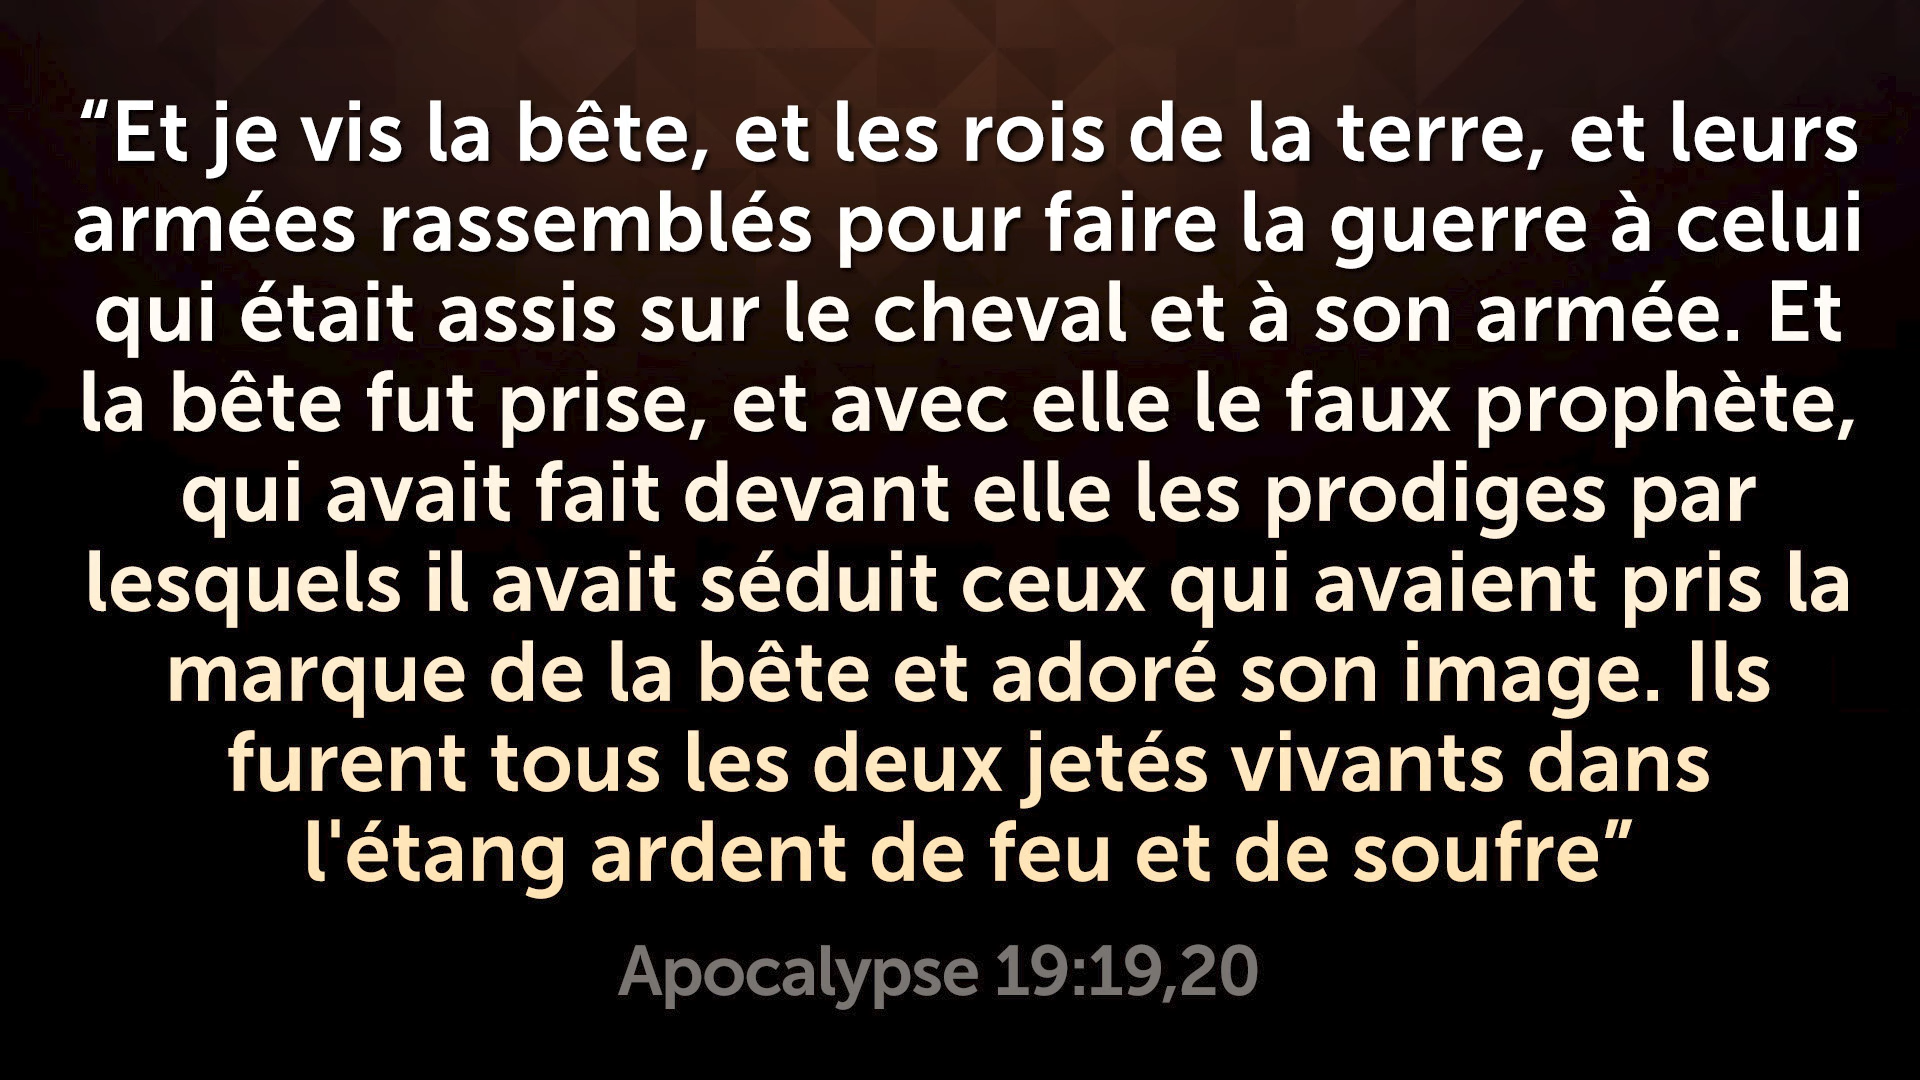 “Et je vis la bête, et les rois de la terre, et leurs
armées rassemblés pour faire la guerre à celui
qui était assis sur le cheval et à son armée. Et
la bête fut prise, et avec elle le faux prophète,
qui avait fait devant elle les prodiges par
lesquels il avait séduit ceux qui avaient pris la
marque de la bête et adoré son image. Ils
furent tous les deux jetés vivants dans
l'étang ardent de feu et de soufre”
Apocalypse 19:19,20